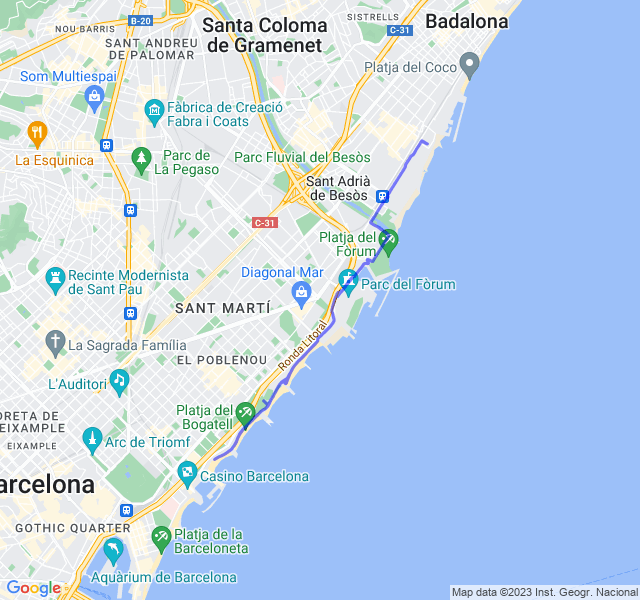 SISTRELLS
Badalona
B-20
NOU BARRIS
Santa Coloma
de Gramenet
C-31
SANT ANDREU
DE PALOMAR
Platja del Coco
Som Multiespai
Fàbrica de Creació
Fabra i Coats
La Esquinica
Parc de
La Pegaso
Parc Fluvial del Besòs
Sant Adrià
de Besòs
C-31
Platja del
Fòrum
Recinte Modernista
de Sant Pau
Diagonal Mar
Parc del Fòrum
SANT MARTÍ
La Sagrada Família
Ronda Litoral
EL POBLENOU
L'Auditori
Platja del
Bogatell
DRETA DE
EIXAMPLE
EIXAMPLE
Arc de Triomf
Casino Barcelona
arcelona
GOTHIC QUARTER
Platja de la
Barceloneta
Aquàrium de Barcelona
Google
Map data ©2023 Inst. Geogr. Nacional